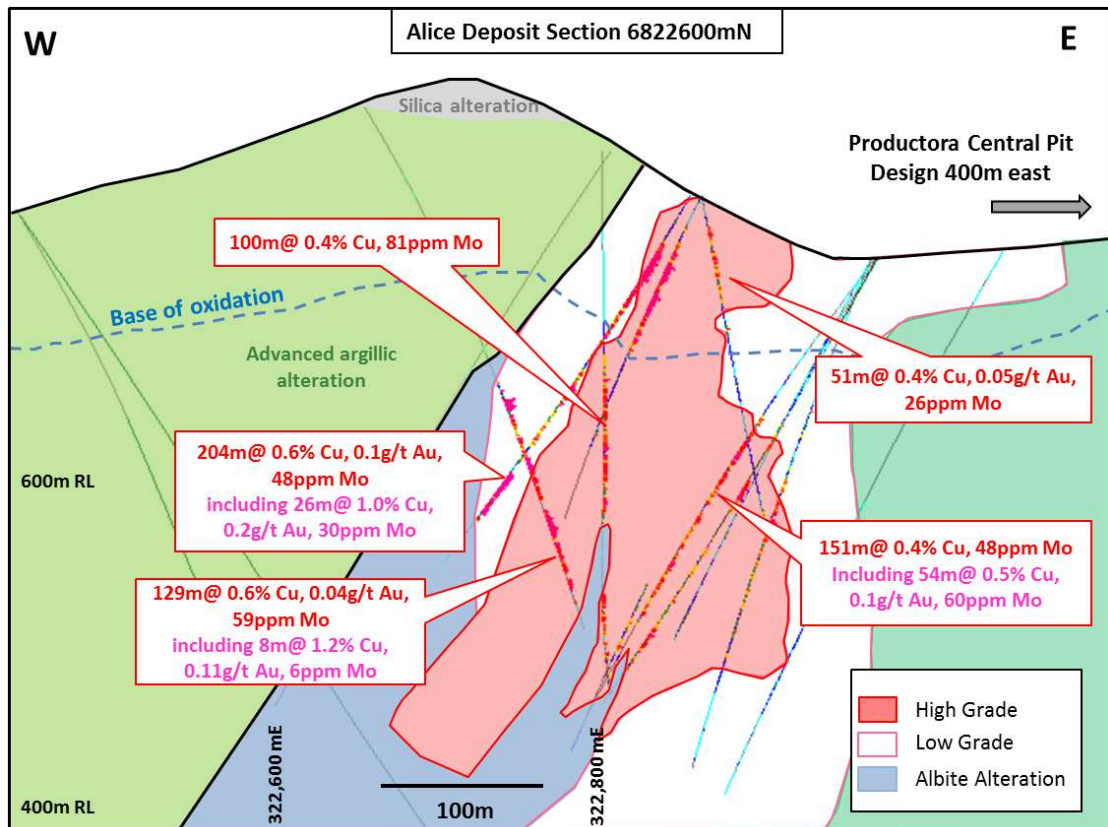 Alice Deposit Section 6822600mN
W
E
Silica alteration
Productora Central Pit
Design 400m east
100m@ 0.4% Cu, 81ppm Mo
Base of oxidation
Advanced argillic
alteration
51m@ 0.4% Cu, 0.05g/t Au,
26ppm Mo
204m@ 0.6% Cu, 0.1g/t Au,
48ppm Mo
including 26m@ 1.0% Cu,
0.2g/t Au, 30ppm Mo
600m RL
151m@ 0.4% Cu, 48ppm Mo
Including 54m@ 0.5% Cu,
0.1g/t Au, 60ppm Mo
129m@ 0.6% Cu, 0.04g/t Au,
59ppm Mo
including 8m@ 1.2% Cu,
0.11g/t Au, 6ppm Mo
High Grade
Low Grade
Albite Alteration
322,600 mE
322,800 mE
100m
400m RL